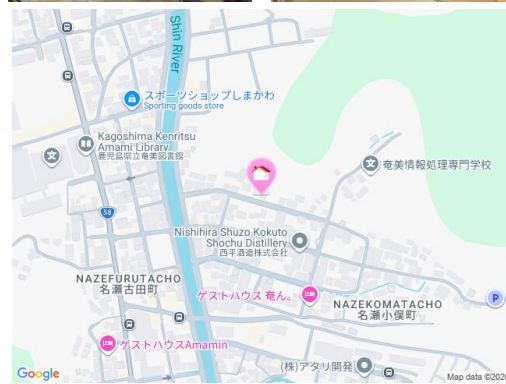 Shin River
スポーツショップしまかわ
Sporting goods store
Kagoshima Kenritsu
Amami Library
鹿児島県立奄美図書館
奄美情報処理専門学校
58
Nishihira Shuzo Kokuto
Shochu Distillery
西平酒造株式会社
NAZEFURUTACHO
名瀬古田町
ゲストハウス 奄ん。
NAZEKOMATACHO
名瀬小俣町
P
ゲストハウスAmamin
(株)アタリ開発
Google
Map data ©2026